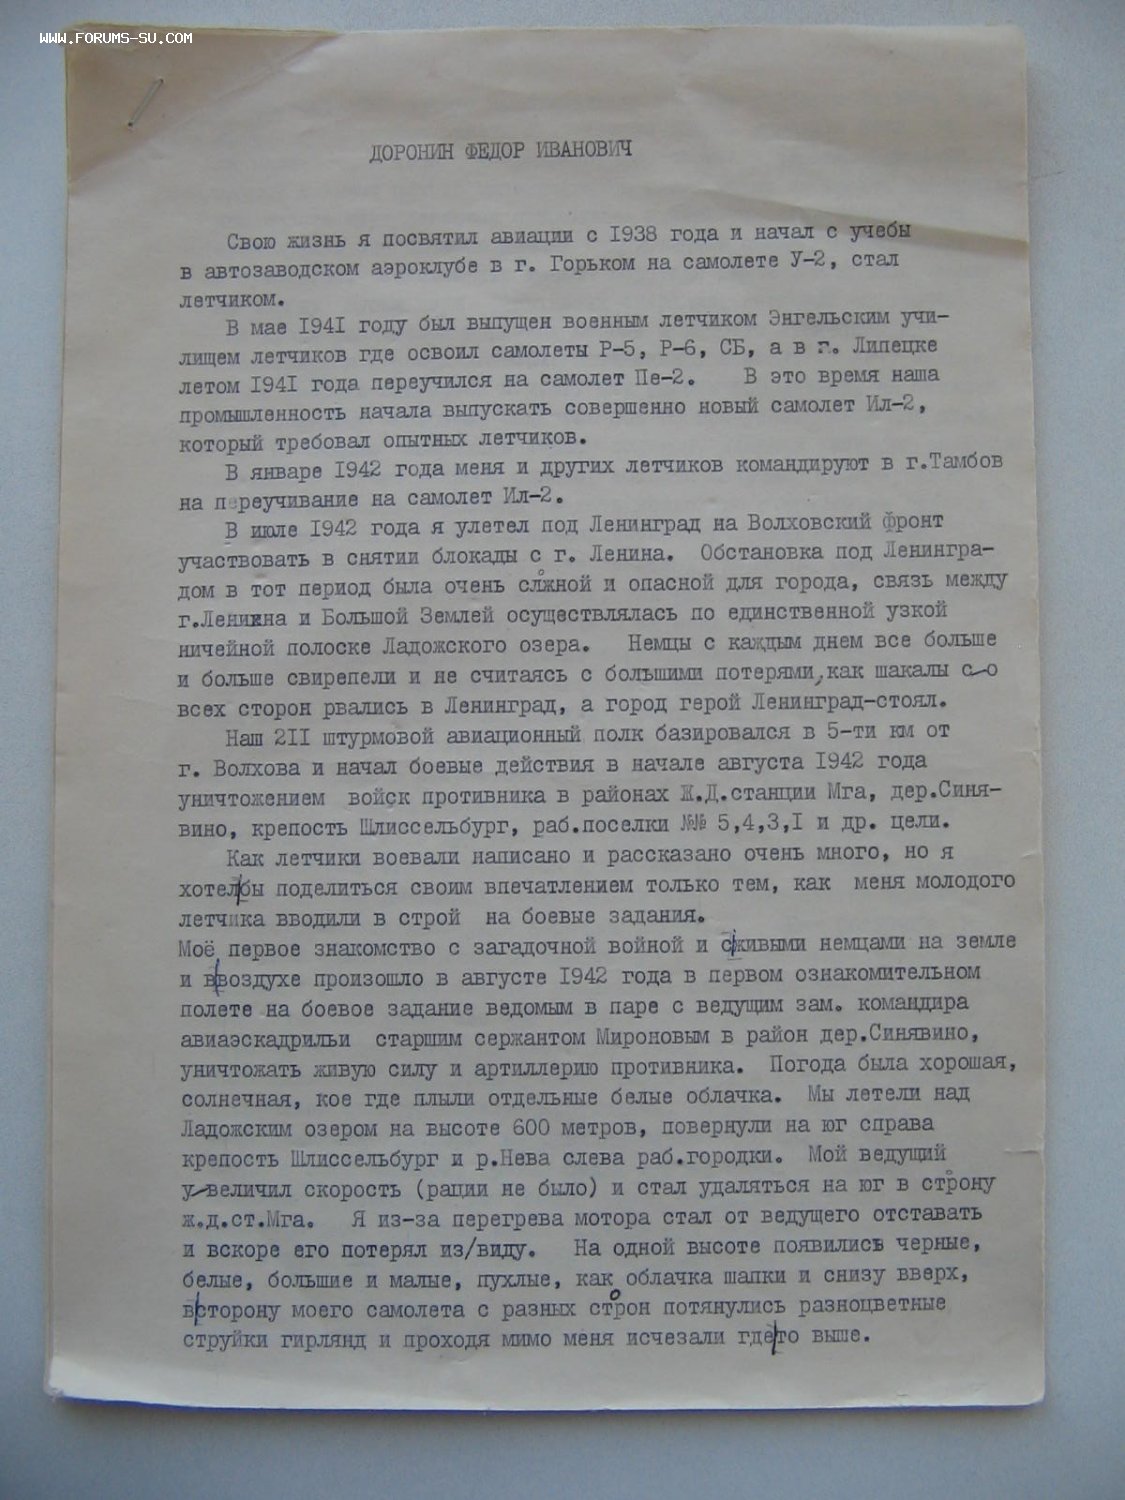 WWW.FORUMS-SU.COM
ДОРОНИН ФЕДОР ИВАНОВИЧ
Свою жизнь я посвятил авиации с 1938 года и начал с учебы
в автозаводском аэроклубе в г. Горьком на самолете У-2, стал
летчиком.
В мае 1941 году был выпущен военным летчиком Энгельским учи-
лищем летчиков где освоил самолеты Р-5, Р-6, СБ, а в г. Липецке
летом 1941 года переучился на самолет Пе-2. В это время наша
промышленность начала выпускать совершенно новый самолет Ил-2,
который требовал опытных летчиков.
В январе 1942 года меня и других летчиков командируют в г.Тамбов
на переучивание на самолет Ил-2.
В июле 1942 года я улетел под Ленинград на Волховский фронт
участвовать в снятии блокады с г. Ленина. Обстановка под Ленингра-
дом в тот период была очень сложной и опасной для города, связь между
г.Ленина и Большой Землей осуществлялась по единственной узкой
ничейной полоске Ладожского озера. Немцы с каждым днем все больше
и больше свирепели и не считаясь с большими потерями, как шакалы со
всех сторон рвались в Ленинград, а город герой Ленинград-стоял.
Наш 211 штурмовой авиационный полк базировался в 5-ти км от
г. Волхова и начал боевые действия в начале августа 1942 года
уничтожением войск противника в районах Ж.Д.станции Мга, дер.Синя-
вино, крепость Шлиссельбург, раб.поселки №№ 5,4,3,1 и др. цели.
Как летчики воевали написано и рассказано очень много, но я
хотел бы поделиться своим впечатлением только тем, как меня молодого
летчика вводили в строй на боевые задания.
Моё первое знакомство с загадочной войной и с живыми немцами на земле
и в воздухе произошло в августе 1942 года в первом ознакомительном
полете на боевое задание ведомым в паре с ведущим зам. командира
авиаэскадрильи старшим сержантом Мироновым в район дер.Синявино,
уничтожать живую силу и артиллерию противника. Погода была хорошая,
солнечная, кое где плыли отдельные белые облачка. Мы летели над
Ладожским озером на высоте 600 метров, повернули на юг справа
крепость Шлиссельбург и р.Нева слева раб.городки. Мой ведущий
увеличил скорость (рации не было) и стал удаляться на юг в сторону
ж.д.ст.Мга. Я из-за перегрева мотора стал от ведущего отставать
и вскоре его потерял из/виду. На одной высоте появились черные,
белые, большие и малые, пухлые, как облачка шапки и снизу вверх,
в сторону моего самолета с разных сторон потянулись разноцветные
струйки гирлянд и проходя мимо меня исчезали где то выше.